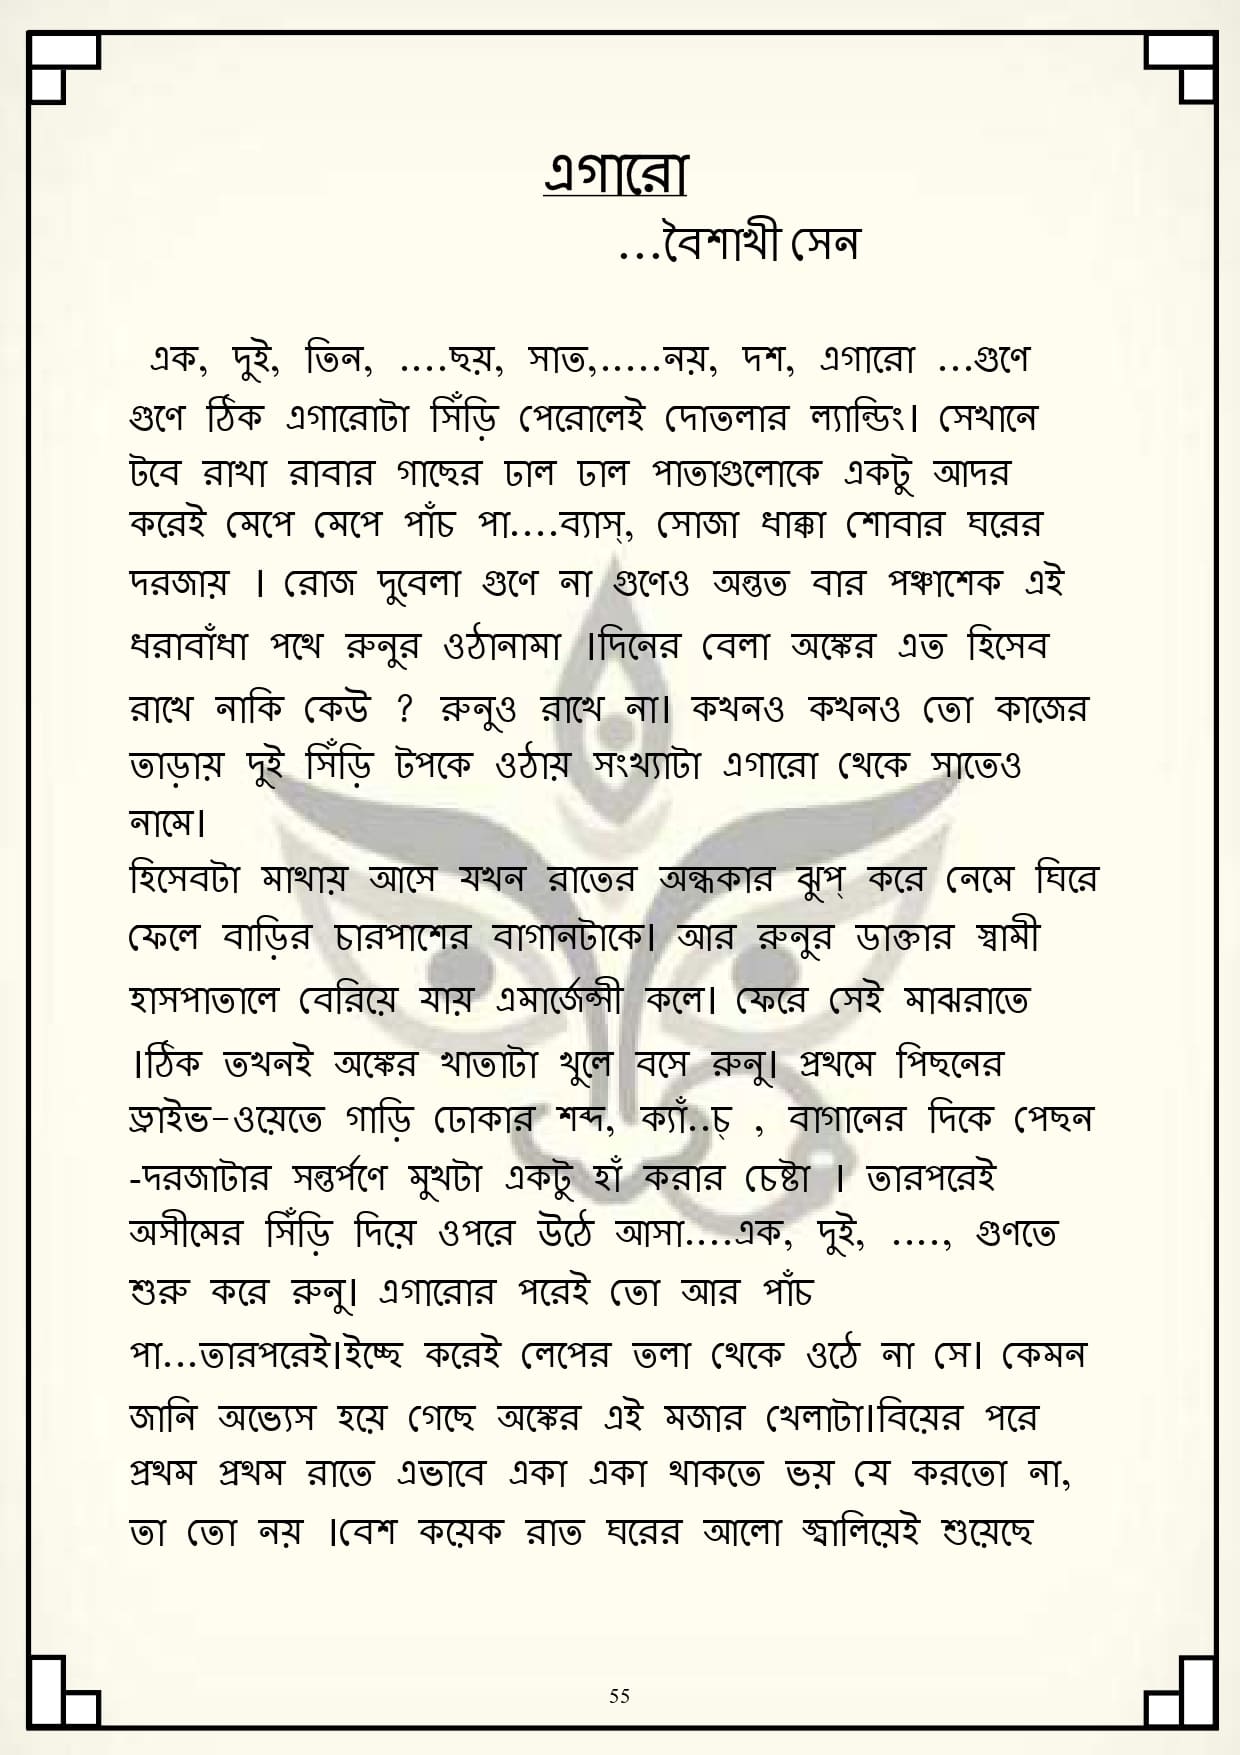 এগারো
...বৈশাখী সেন
এক, দুই, তিন, ....ছয়, সাত,.....নয়, দশ, এগারো ...গুণে
গুণে ঠিক এগারোটা সিঁড়ি পেরোলেই দোতলার ল্যান্ডিং। সেখানে
টবে রাখা রাবার গাছের ঢাল ঢাল পাতাগুলোকে একটু আদর
করেই মেপে মেপে পাঁচ পা....ব্যাস্, সোজা ধাক্কা শোবার ঘরের
দরজায় । রোজ দুবেলা গুণে না গুণেও অন্তত বার পঞ্চাশেক এই
ধরাবাঁধা পথে রুনুর ওঠানামা ।দিনের বেলা অঙ্কের এত হিসেব
রাখে নাকি কেউ ? রুনুও রাখে না। কখনও কখনও তো কাজের
তাড়ায় দুই সিঁড়ি টপকে ওঠায় সংখ্যাটা এগারো থেকে সাতেও
নামে।
হিসেবটা মাথায় আসে যখন রাতের অন্ধকার ঝুপ্ করে নেমে ঘিরে
ফেলে বাড়ির চারপাশের বাগানটাকে। আর রুনুর ডাক্তার স্বামী
হাসপাতালে বেরিয়ে যায় এমার্জেন্সী কলে। ফেরে সেই মাঝরাতে
।ঠিক তখনই অঙ্কের খাতাটা খুলে বসে রুনু। প্রথমে পিছনের
ড্রাইভ-ওয়েতে গাড়ি ঢোকার শব্দ, ক্যাঁ..চ্ , বাগানের দিকে পেছন
-দরজাটার সন্তর্পণে মুখটা একটু হাঁ করার চেষ্টা । তারপরেই
অসীমের সিঁড়ি দিয়ে ওপরে উঠে আসা....এক, দুই, ...., গুণতে
শুরু করে রুনু। এগারোর পরেই তো আর পাঁচ
পা...তারপরেই।ইচ্ছে করেই লেপের তলা থেকে ওঠে না সে। কেমন
জানি অভ্যেস হয়ে গেছে অঙ্কের এই মজার খেলাটা।বিয়ের পরে
প্রথম প্রথম রাতে এভাবে একা একা থাকতে ভয় যে করতো না,
তা তো নয় ।বেশ কয়েক রাত ঘরের আলো জ্বালিয়েই শুয়েছে
55